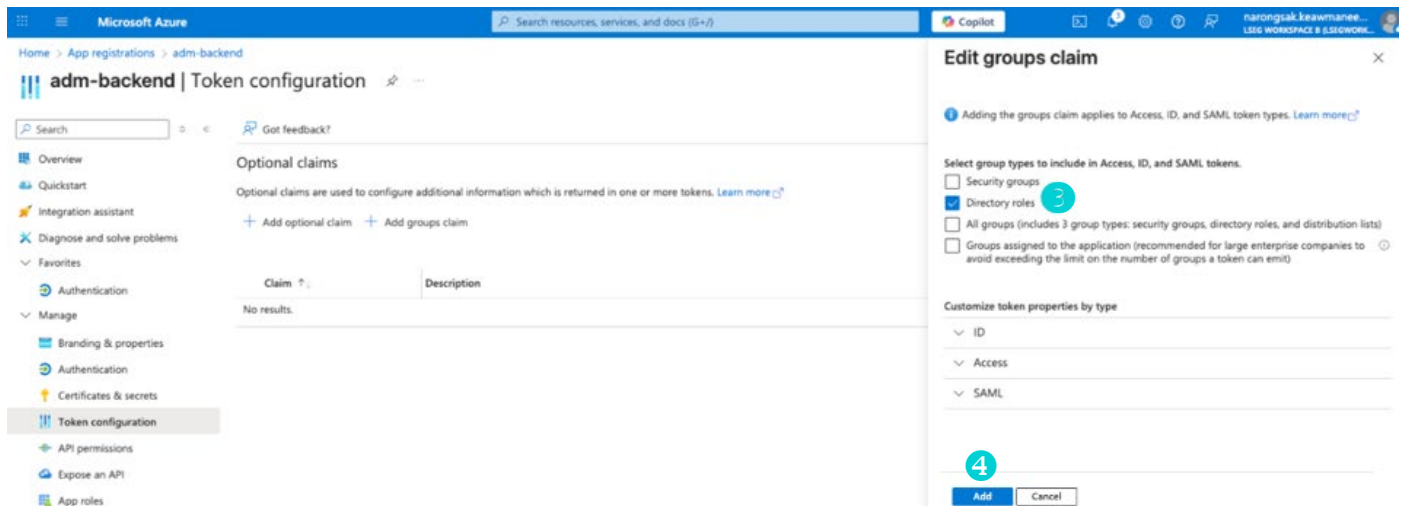 Microsoft Azure
Search resources, services, and docs (G+/)
Copilot
3
narongsak.keawmanee...
LSEG WORKSPACE B (LSEGWORK...
Home > App registrations > adm-backend
adm-backend | Token configuration
Search
Got feedback?
Overview
Quickstart
Integration assistant
Diagnose and solve problems
Favorites
Authentication
Manage
Branding & properties
Authentication
Certificates & secrets
Token configuration
API permissions
Expose an API
App roles
Optional claims
Optional claims are used to configure additional information which is returned in one or more tokens. Learn more
+ Add optional claim + Add groups claim
Claim ↑↓ Description
No results.
Edit groups claim
Adding the groups claim applies to Access, ID, and SAML token types. Learn more
Select group types to include in Access, ID, and SAML tokens.
Security groups
Directory roles
3
All groups (includes 3 group types: security groups, directory roles, and distribution lists)
Groups assigned to the application (recommended for large enterprise companies to
avoid exceeding the limit on the number of groups a token can emit)
Customize token properties by type
ID
Access
SAML
4
Add Cancel